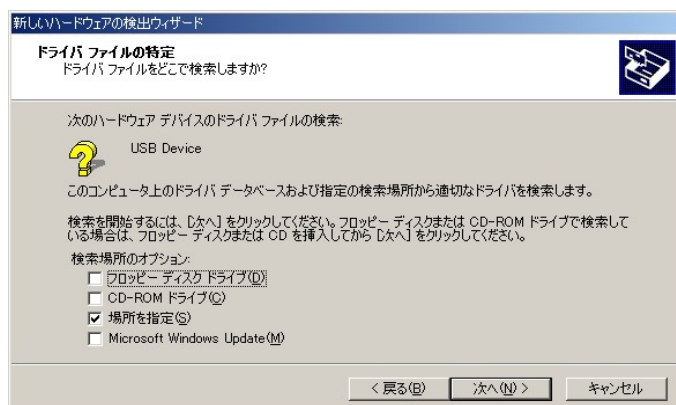 新しいハードウェアの検出ウィザード
ドライバ ファイルの特定
ドライバ ファイルをどこで検索しますか?
次のハードウェア デバイスのドライバ ファイルの検索:
USB Device
このコンピュータ上のドライバ データベースおよび指定の検索場所から適切なドライバを検索します。
検索を開始するには、[次へ] をクリックしてください。フロッピー ディスクまたは CD-ROM ドライブで検索して
いる場合は、フロッピー ディスクまたは CD を挿入してから [次へ] をクリックしてください。
検索場所のオプション:
フロッピー ディスク ドライブ(D)
CD-ROM ドライブ(C)
場所を指定(S)
Microsoft Windows Update(M)
< 戻る(B) 次へ(N) > キャンセル